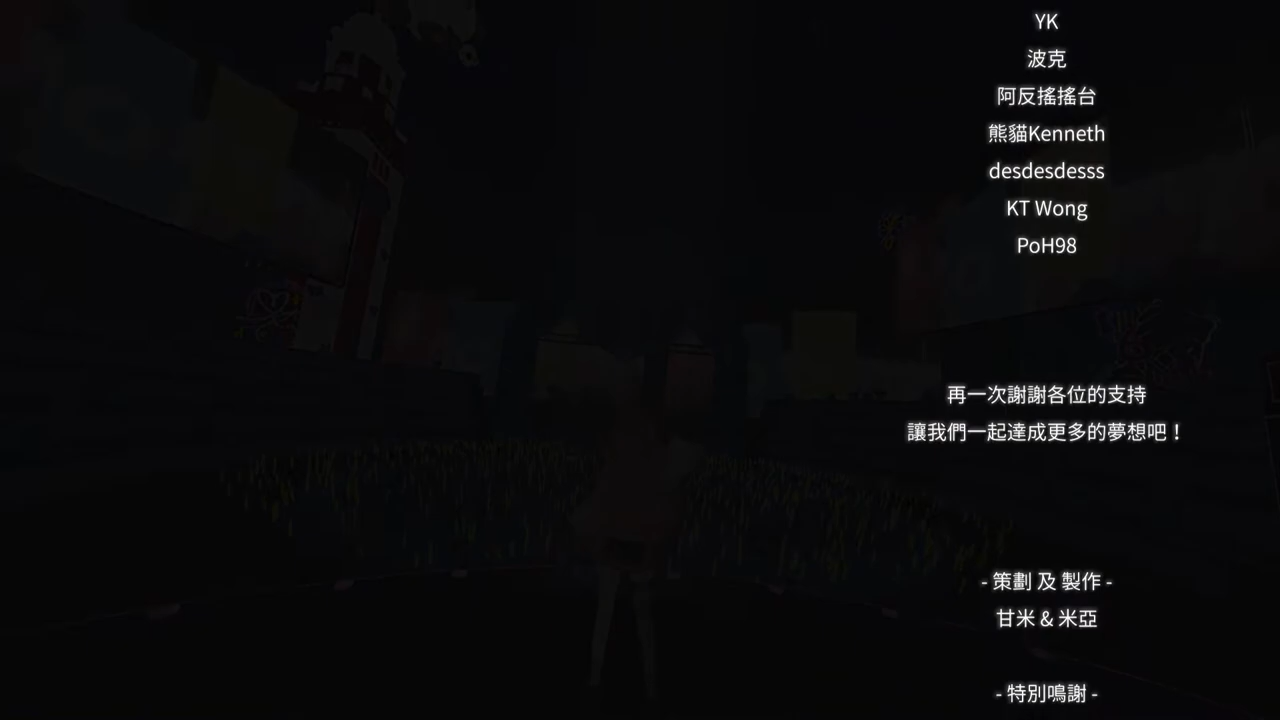 YK
波克
阿反搖搖台
熊貓Kenneth
desdesdesss
KT Wong
PoH98
再一次謝謝各位的支持
讓我們一起達成更多的夢想吧！
- 策劃 及 製作 -
甘米 & 米亞
- 特別鳴謝 -